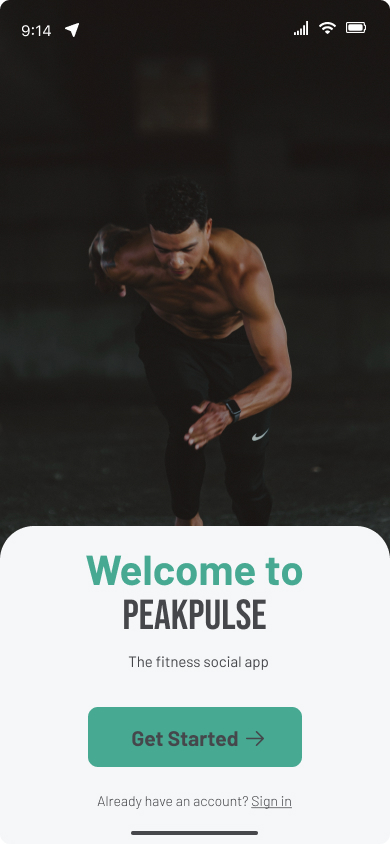 9:14
Welcome to
PEAKPULSE
The fitness social app
Get Started →
Already have an account? Sign in